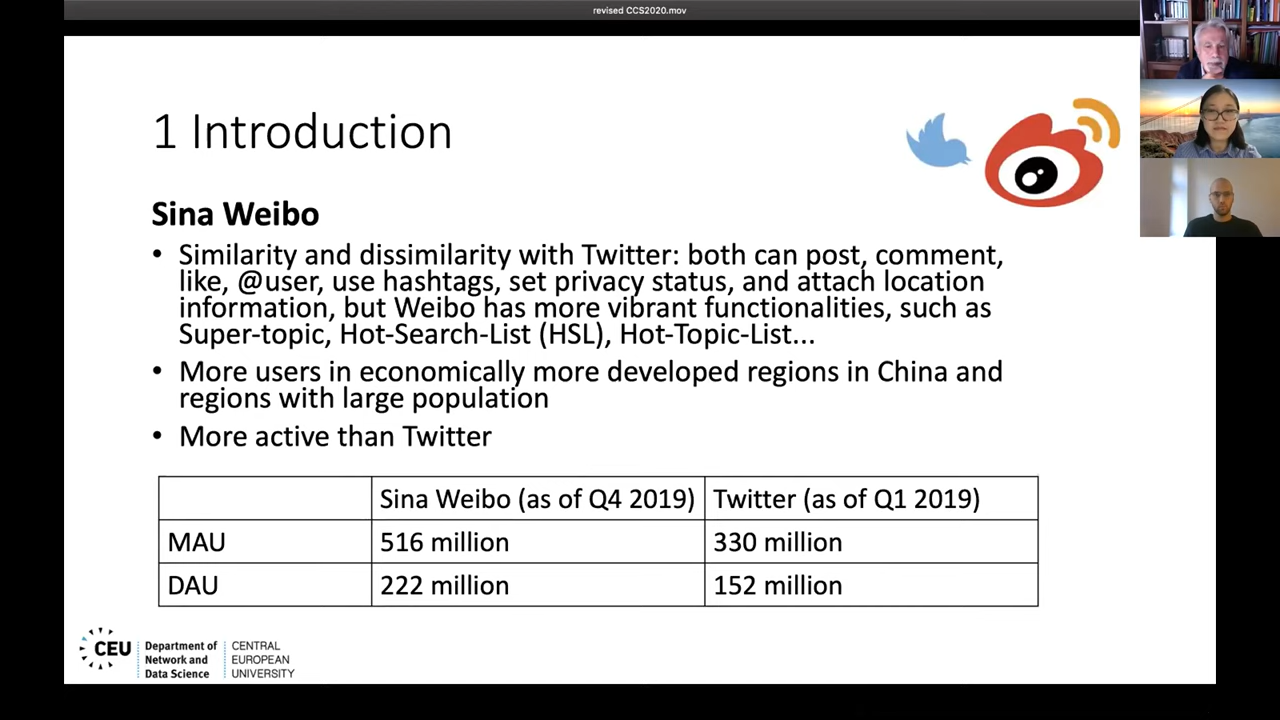 revised CCS2020.mov
1 Introduction
Sina Weibo
• Similarity and dissimilarity with Twitter: both can post, comment,
like, @user, use hashtags, set privacy status, and attach location
information, but Weibo has more vibrant functionalities, such as
Super-topic, Hot-Search-List (HSL), Hot-Topic-List...
• More users in economically more developed regions in China and
regions with large population
• More active than Twitter
Sina Weibo (as of Q4 2019) Twitter (as of Q1 2019)
MAU 516 million 330 million
DAU 222 million 152 million
CEU
Department of
Network and
Data Science
CENTRAL
EUROPEAN
UNIVERSITY